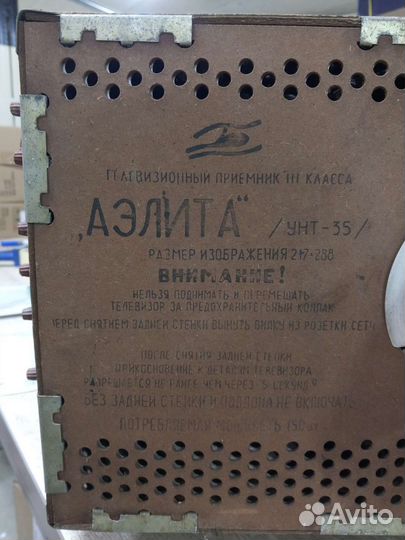 ТЕЛЕВИЗИОННЫЙ ПРИЕМНИК III КЛАССА
„АЭЛИТА“ /УНТ-35/
РАЗМЕР ИЗОБРАЖЕНИЯ 217×288
ВНИМАНИЕ!
НЕЛЬЗЯ ПОДНИМАТЬ И ПЕРЕМЕЩАТЬ
ТЕЛЕВИЗОР ЗА ПРЕДОХРАНИТЕЛЬНЫЙ КОЛПАК
ПЕРЕД СНЯТИЕМ ЗАДНЕЙ СТЕНКИ ВЫНУТЬ ВИЛКУ ИЗ РОЗЕТКИ СЕТИ
ПОСЛЕ СНЯТИЯ ЗАДНЕЙ СТЕНКИ
ПРИКОСНОВЕНИЕ К ДЕТАЛЯМ ТЕЛЕВИЗОРА
РАЗРЕШАЕТСЯ НЕ РАНЕЕ ЧЕМ ЧЕРЕЗ 5 СЕКУНД
БЕЗ ЗАДНЕЙ СТЕНКИ И ПОДДОНА НЕ ВКЛЮЧАТЬ
ПОТРЕБЛЯЕМАЯ МОЩНОСТЬ 150 ВТ
Avito